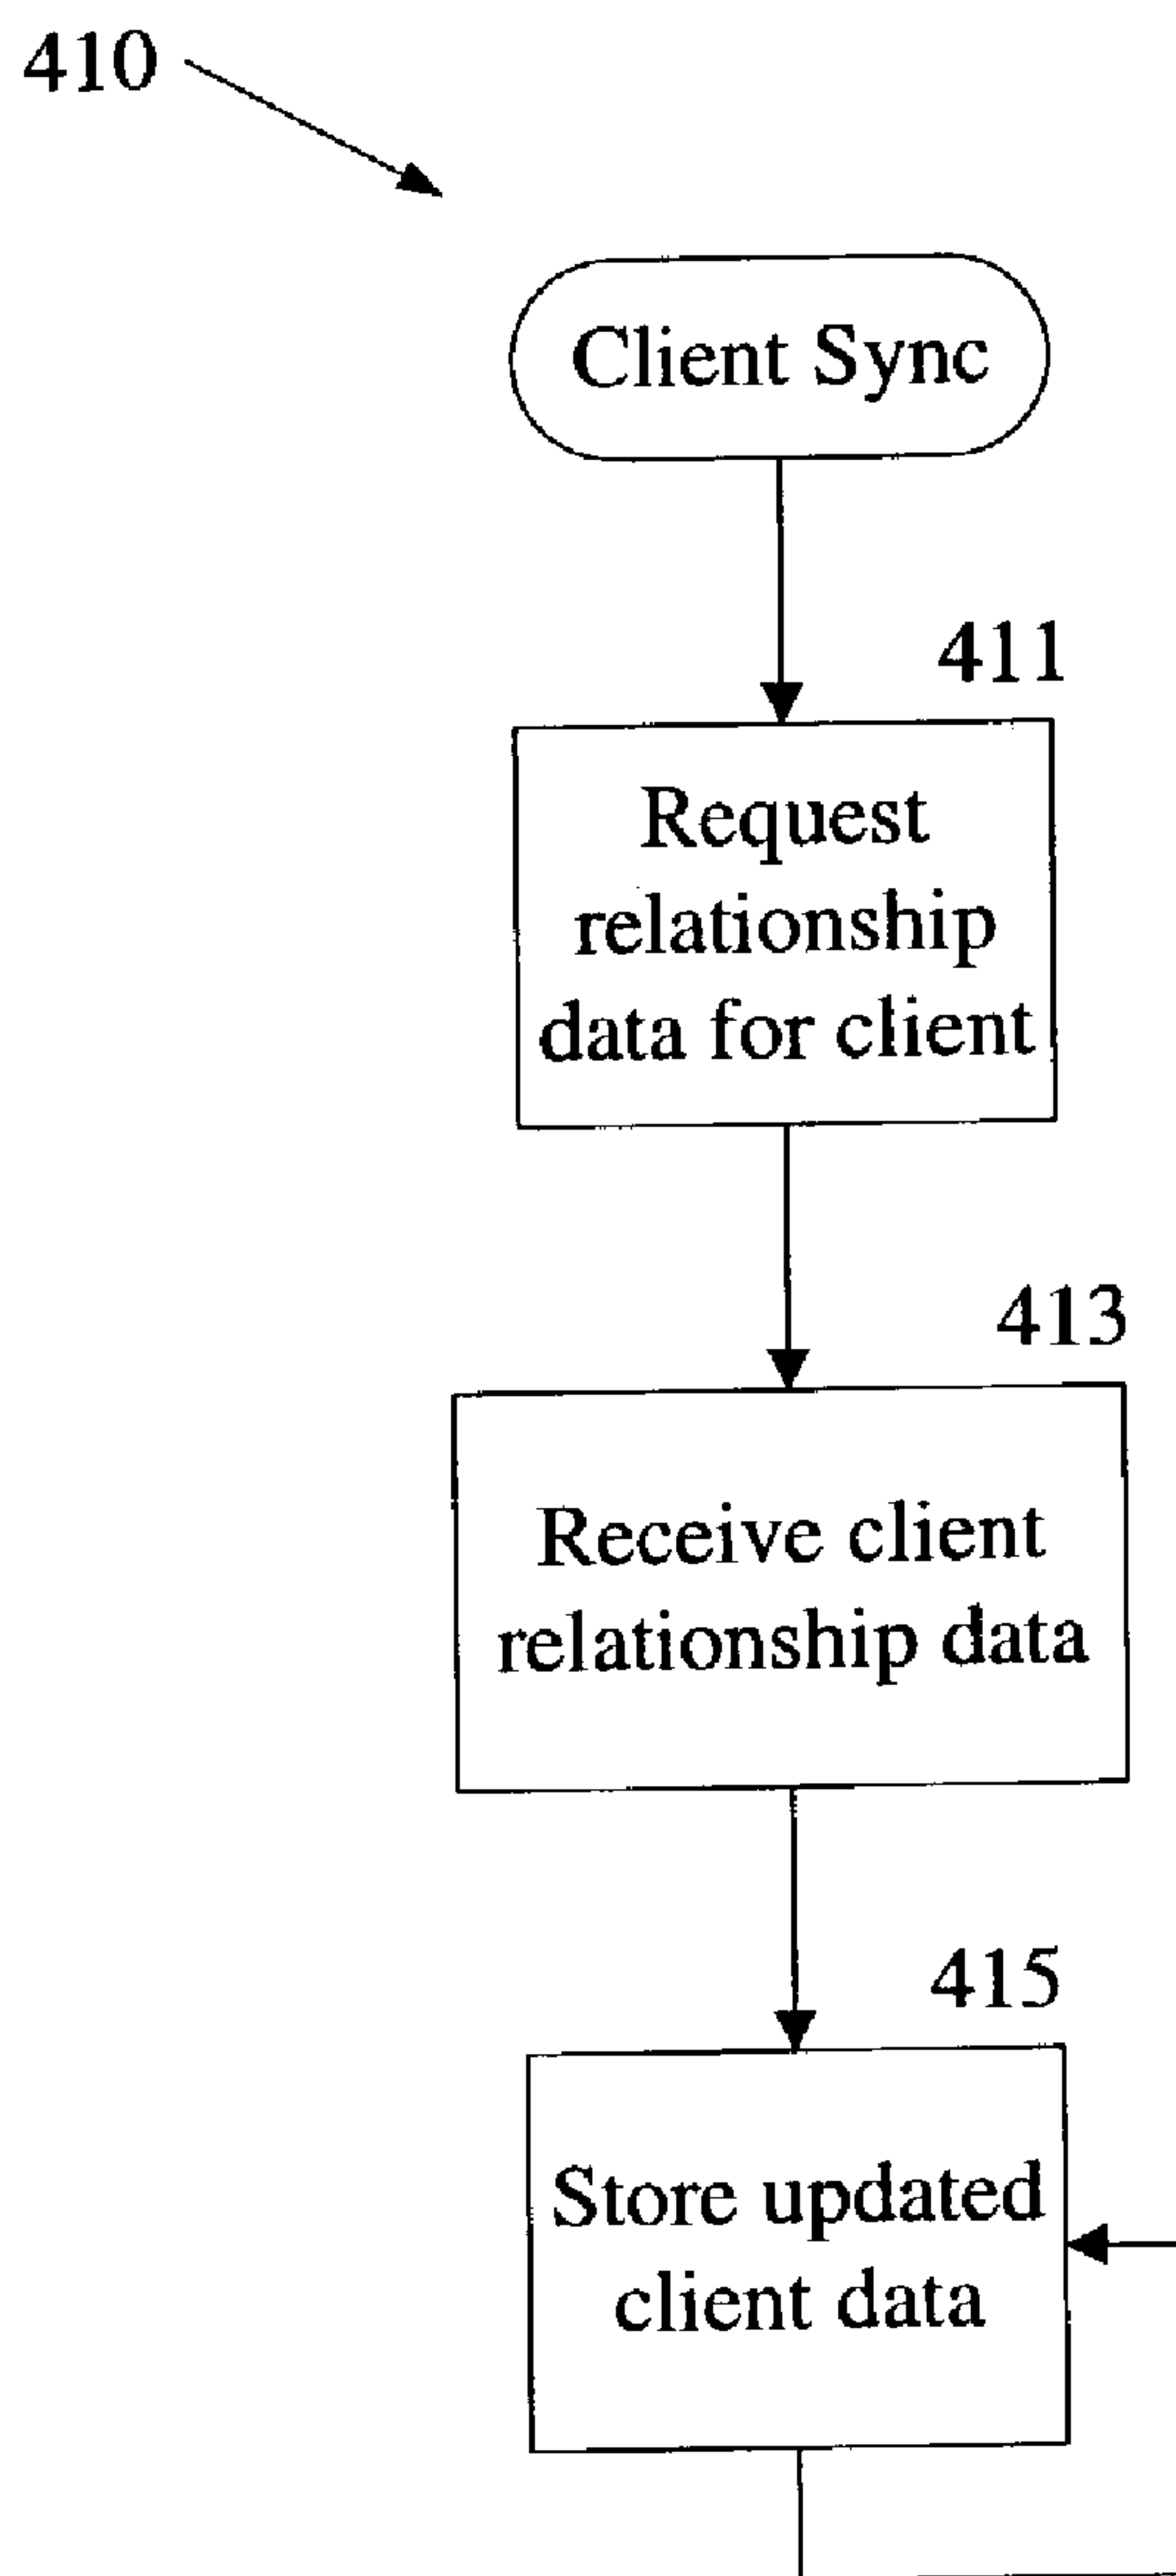 410
Client Sync
411
Request
relationship
data for client
413
Receive client
relationship data
415
Store updated
client data